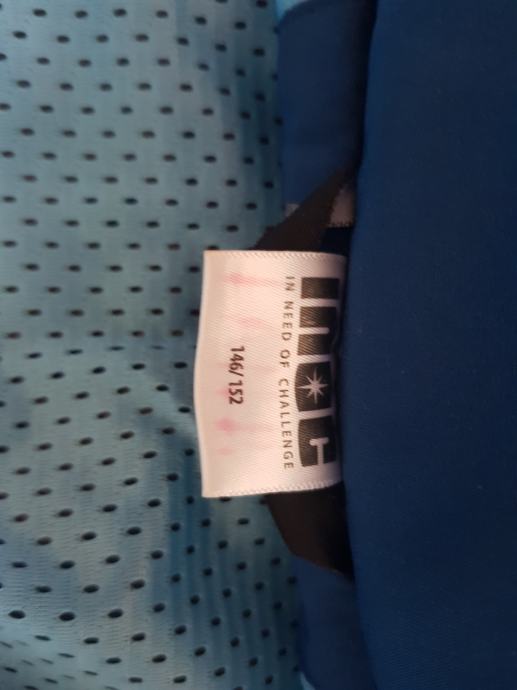 inoc
IN NEED OF CHALLENGE
146/152